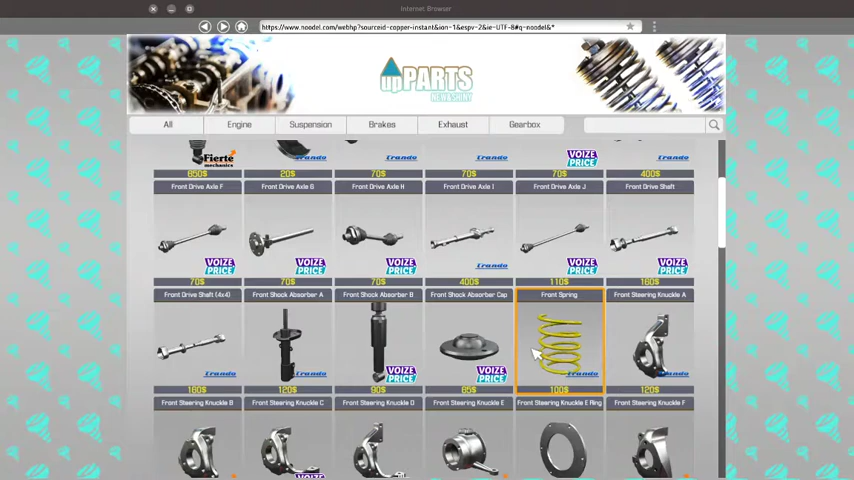 Internet Browser
https://www.noodel.com/webhp?sourceid-copper-instant&ion-1&espv-2&ie-UTF-8#q-noodel&*
upPARTS
NEW&SHINY
All Engine Suspension Brakes Exhaust Gearbox
Fierté mechanics Trando Trando Trando VOIZE PRICE Trando
650$ 20$ 70$ 70$ 70$ 400$
Front Drive Axle F Front Drive Axle G Front Drive Axle H Front Drive Axle I Front Drive Axle J Front Drive Shaft
VOIZE PRICE VOIZE PRICE VOIZE PRICE Trando VOIZE PRICE Trando
70$ 70$ 70$ 400$ 110$ 160$
Front Drive Shaft (4x4) Front Shock Absorber A Front Shock Absorber B Front Shock Absorber Cap Front Spring Front Steering Knuckle A
Trando Trando VOIZE PRICE VOIZE PRICE Trando Trando
160$ 120$ 90$ 65$ 100$ 120$
Front Steering Knuckle B Front Steering Knuckle C Front Steering Knuckle D Front Steering Knuckle E Front Steering Knuckle E Ring Front Steering Knuckle F